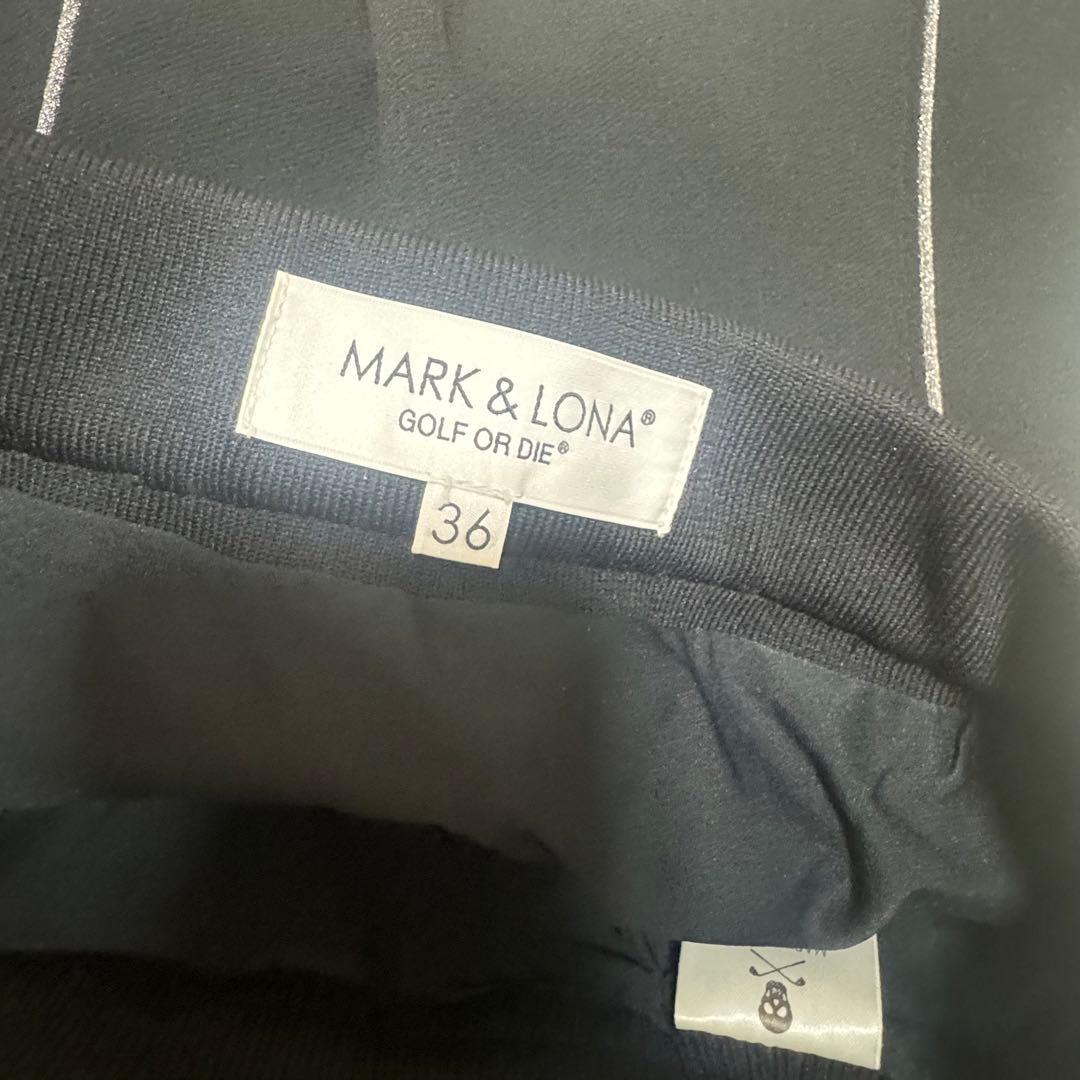 MARK & LONA®
GOLF OR DIE®
36